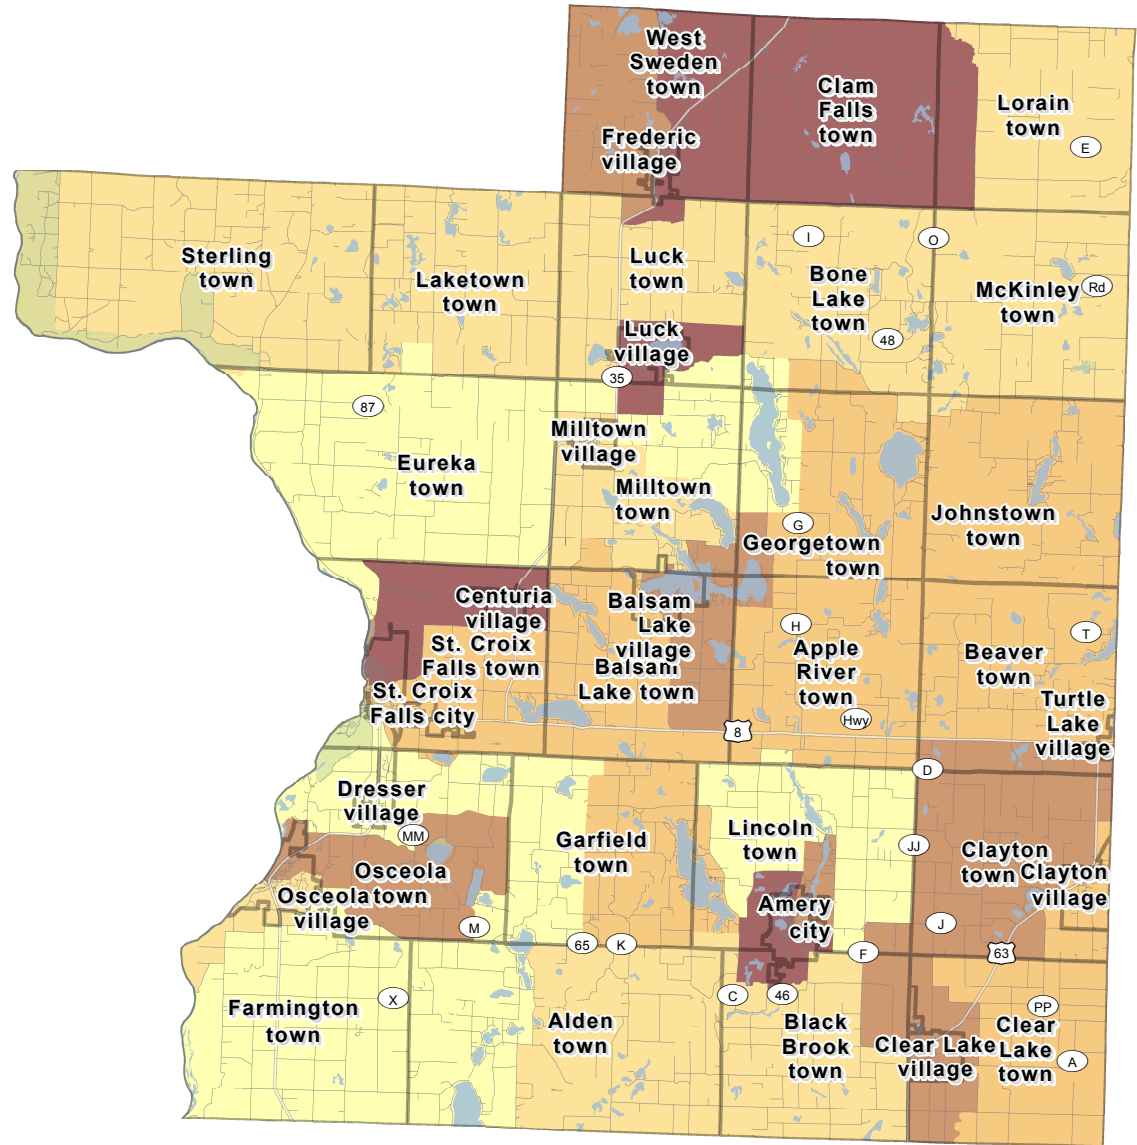 West
Sweden
town
Clam
Falls
town
Lorain
town
E
Frederic
village
Sterling
town
Laketown
town
Luck
town
I
O
Bone
Lake
town
McKinley
town
Rd
48
Luck
village
35
87
Milltown
village
Eureka
town
Milltown
town
G
Georgetown
town
Johnstown
town
Centuria
village
Balsam
Lake
village
H
T
St. Croix
Falls town
Balsam
Lake town
Apple
River
town
Beaver
town
St. Croix
Falls city
Hwy
8
Turtle
Lake
village
D
Dresser
village
MM
Garfield
town
Lincoln
town
JJ
Clayton
town
Clayton
village
Osceola
town
Osceola
village
M
Amery
city
J
65
K
F
63
X
C
46
PP
Farmington
town
Alden
town
Black
Brook
town
Clear Lake
village
Clear
Lake
town
A